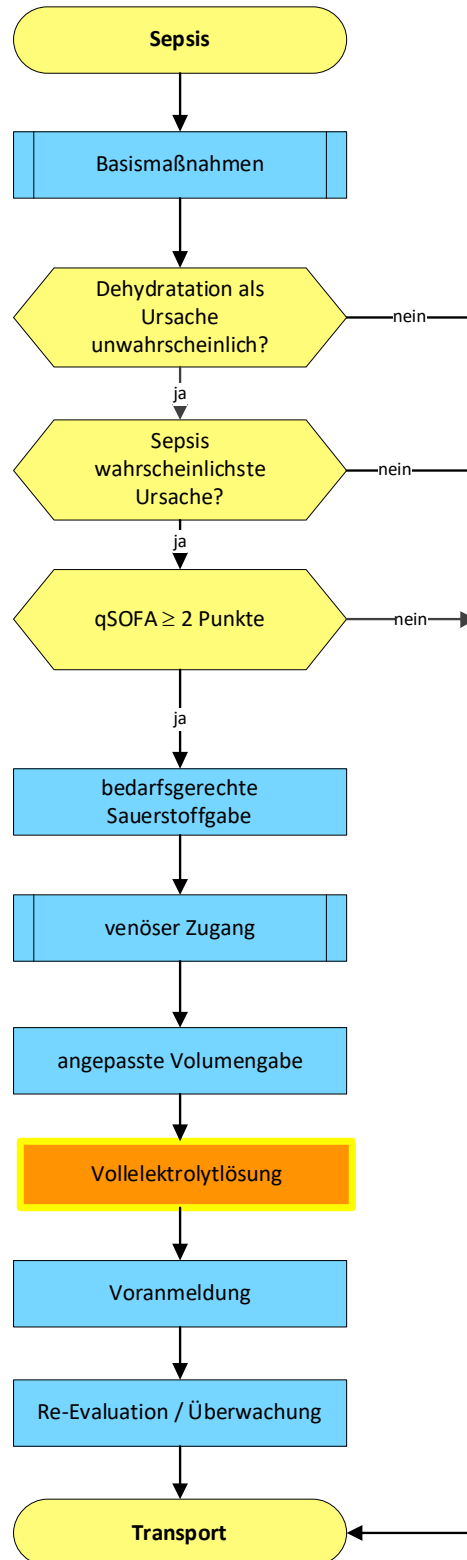 Sepsis
Basismaßnahmen
Dehydratation als
Ursache
unwahrscheinlich?
nein
ja
Sepsis
wahrscheinlichste
Ursache?
nein
ja
qSOFA ≥ 2 Punkte
nein
ja
bedarfsgerechte
Sauerstoffgabe
venöser Zugang
angepasste Volumengabe
Vollelektrolytlösung
Voranmeldung
Re-Evaluation / Überwachung
Transport